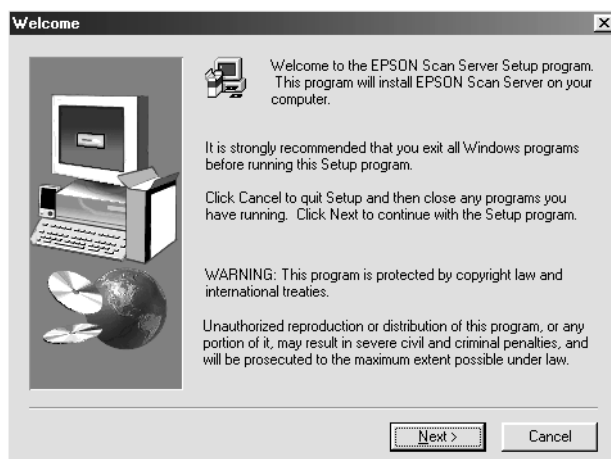 Welcome
Welcome to the EPSON Scan Server Setup program.
This program will install EPSON Scan Server on your
computer.
It is strongly recommended that you exit all Windows programs
before running this Setup program.
Click Cancel to quit Setup and then close any programs you
have running. Click Next to continue with the Setup program.
WARNING: This program is protected by copyright law and
international treaties.
Unauthorized reproduction or distribution of this program, or any
portion of it, may result in severe civil and criminal penalties, and
will be prosecuted to the maximum extent possible under law.
Next >
Cancel